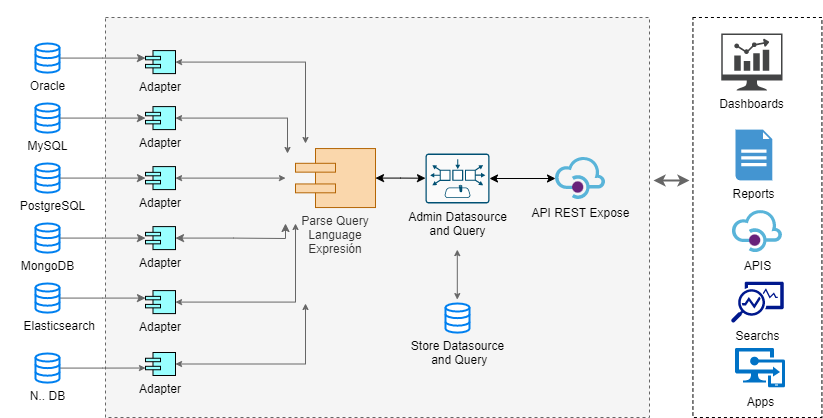 Oracle
Adapter
MySQL
Adapter
PostgreSQL
Adapter
MongoDB
Adapter
Elasticsearch
Adapter
N.. DB
Adapter
Parse Query
Language
Expresión
Admin Datasource
and Query
API REST Expose
Store Datasource
and Query
Dashboards
Reports
APIS
Searchs
Apps